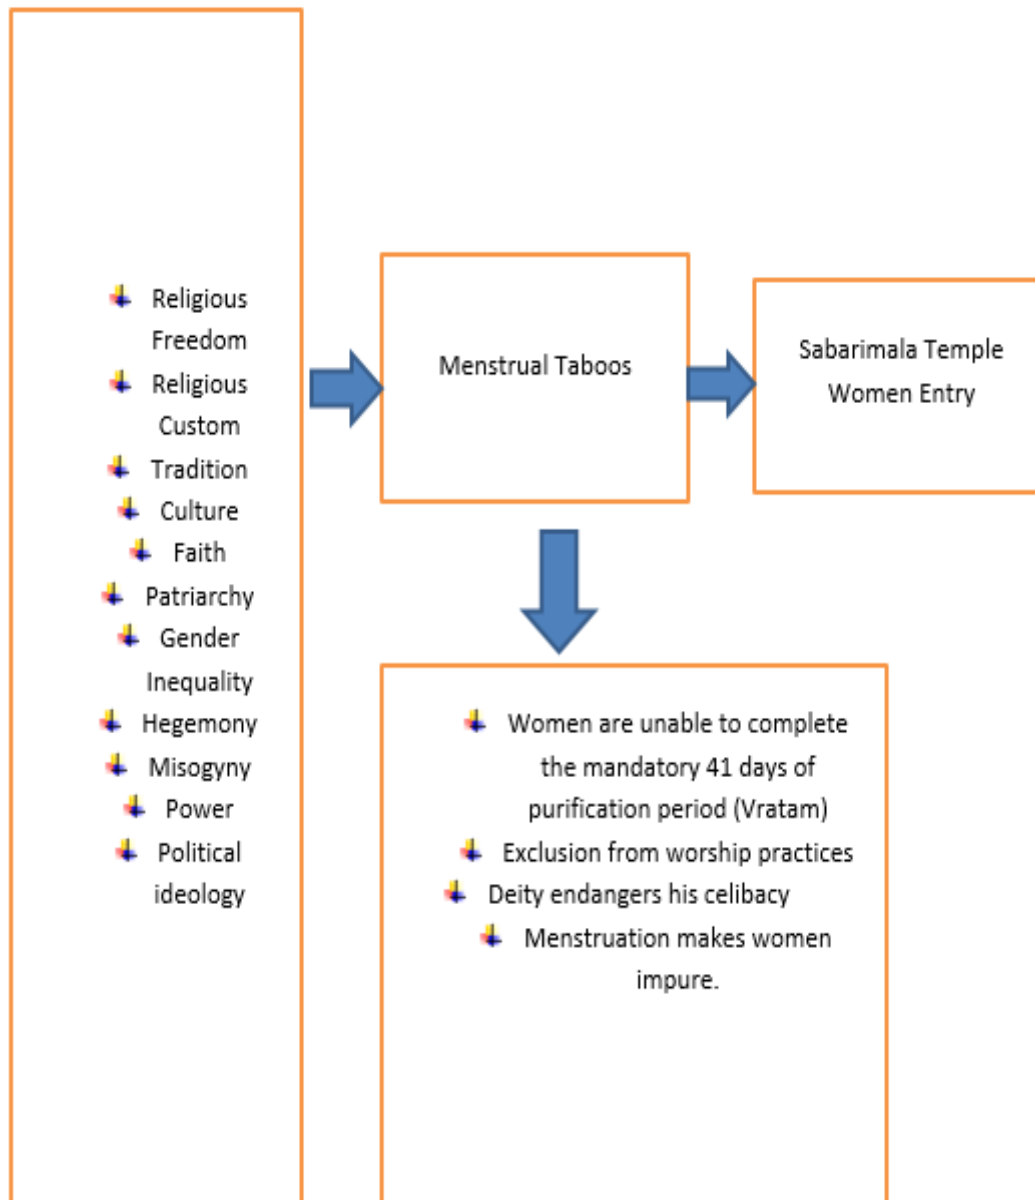 Religious
Freedom
Religious
Custom
Tradition
Culture
Faith
Patriarchy
Gender
Inequality
Hegemony
Misogyny
Power
Political
ideology
Menstrual Taboos
Sabarimala Temple
Women Entry
Women are unable to complete
the mandatory 41 days of
purification period (Vratam)
Exclusion from worship practices
Deity endangers his celibacy
Menstruation makes women
impure.